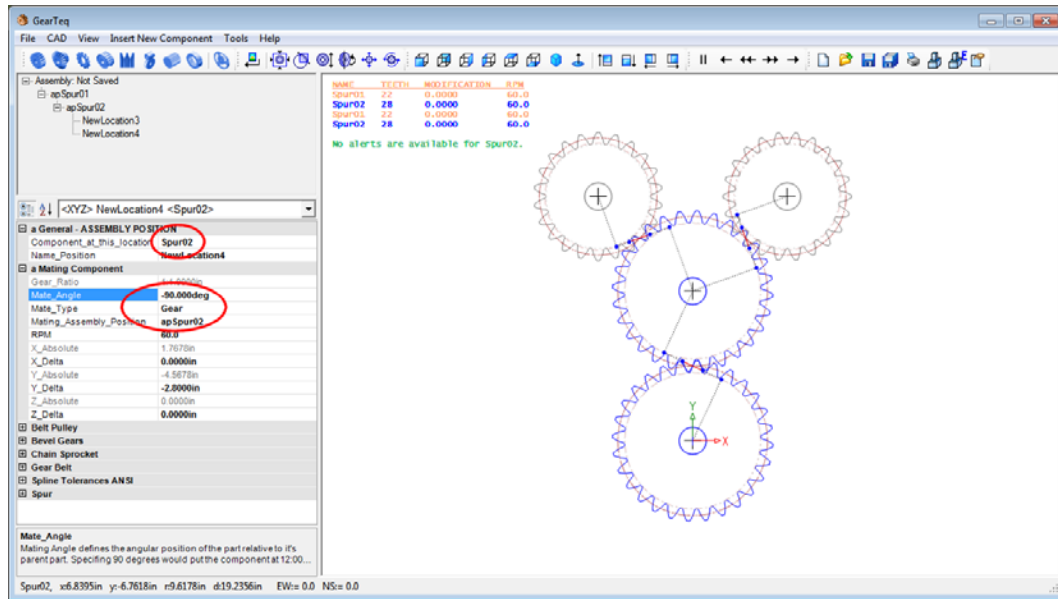 GearTeq
File CAD View Insert New Component Tools Help
Assembly: Not Saved
apSpur01
apSpur02
NewLocation3
NewLocation4
<XYZ> NewLocation4 <Spur02>
a General - ASSEMBLY POSITION
Component_at_this_location Spur02
Name_Position NewLocation4
a Mating Component
Gear_Ratio
Mate_Angle -90.000deg
Mate_Type Gear
Mating_Assembly_Position apSpur02
RPM 60.0
X_Absolute 1.7678in
X_Delta 0.0000in
Y_Absolute -4.5678in
Y_Delta -2.8000in
Z_Absolute 0.0000in
Z_Delta 0.0000in
Belt Pulley
Bevel Gears
Chain Sprocket
Gear Belt
Spline Tolerances ANSI
Spur
Mate_Angle
Mating Angle defines the angular position of the part relative to it's
parent part. Specifing 90 degrees would put the component at 12:00...
NAME TEETH MODIFICATION RPM
Spur01 22 0.0000 60.0
Spur02 28 0.0000 60.0
Spur01 22 0.0000 60.0
Spur02 28 0.0000 60.0
No alerts are available for Spur02.
Y
X
Spur02, x:6.8395in y:-6.7618in r:9.6178in d:19.2356in EW:= 0.0 NS:= 0.0